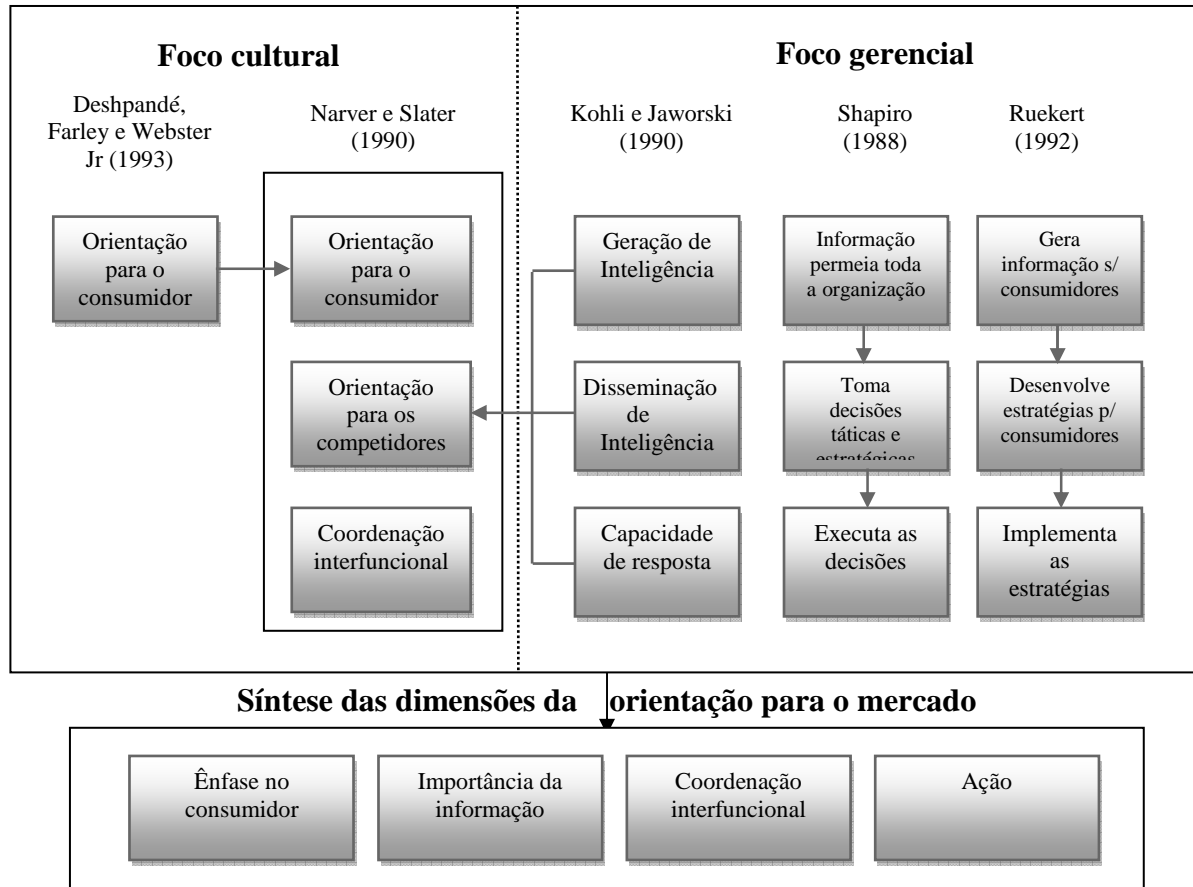 Foco cultural
Foco gerencial
Deshpandé,
Farley e Webster
Jr (1993)
Narver e Slater
(1990)
Kohli e Jaworski
(1990)
Shapiro
(1988)
Ruekert
(1992)
Orientação
para o
consumidor
Orientação
para o
consumidor
Geração de
Inteligência
Informação
permeia toda
a organização
Gera
informação s/
consumidores
Orientação
para os
competidores
Disseminação
de
Inteligência
Toma
decisões
táticas e
estratégicas
Desenvolve
estratégias p/
consumidores
Coordenação
interfuncional
Capacidade
de resposta
Executa as
decisões
Implementa
as
estratégias
Síntese das dimensões da orientação para o mercado
Ênfase no
consumidor
Importância da
informação
Coordenação
interfuncional
Ação